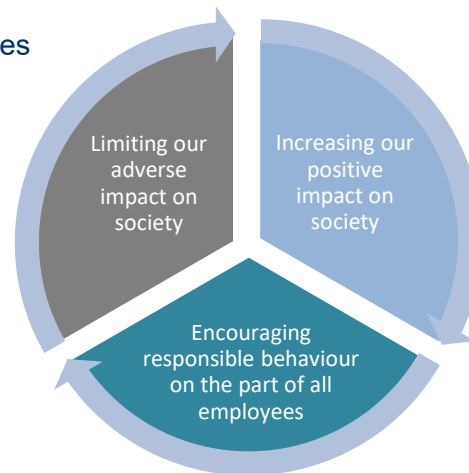 es
Limiting our
adverse
impact on
society
Increasing our
positive
impact on
society
Encouraging
responsible behaviour
on the part of all
employees